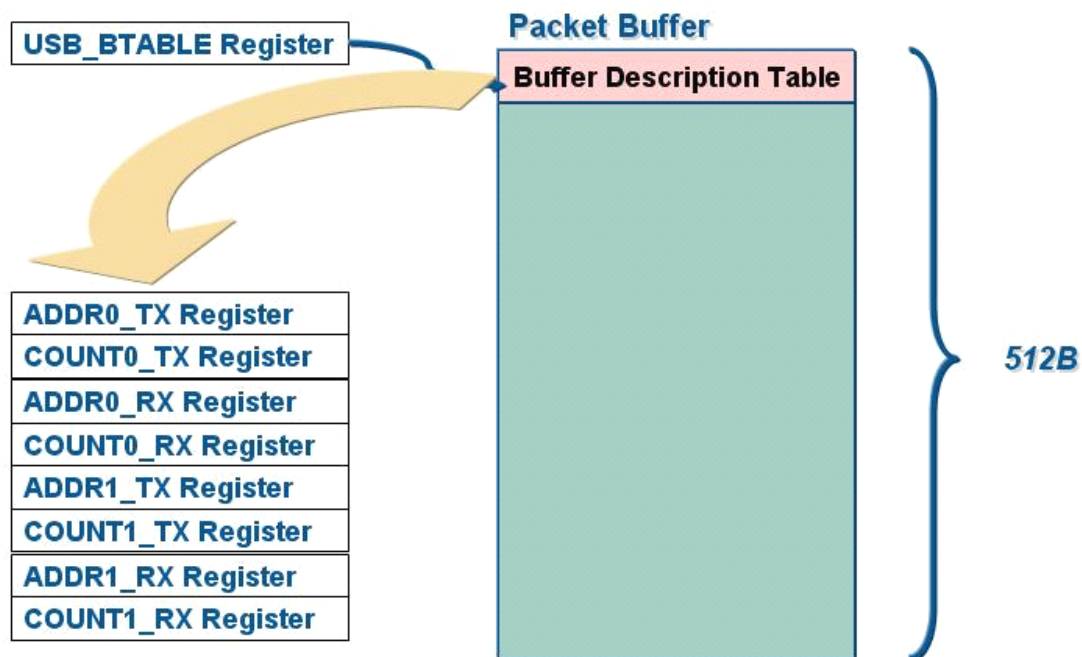 USB_BTABLE Register
Packet Buffer
Buffer Description Table
512B
ADDR0_TX Register
COUNT0_TX Register
ADDR0_RX Register
COUNT0_RX Register
ADDR1_TX Register
COUNT1_TX Register
ADDR1_RX Register
COUNT1_RX Register